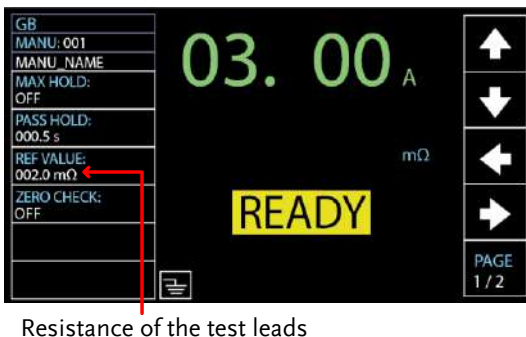 GB
MANU: 001
MANU_NAME
MAX HOLD:
OFF
PASS HOLD:
000.5 s
REF VALUE:
002.0 mΩ
ZERO CHECK:
OFF
03. 00 A
mΩ
READY
PAGE
1 / 2
Resistance of the test leads